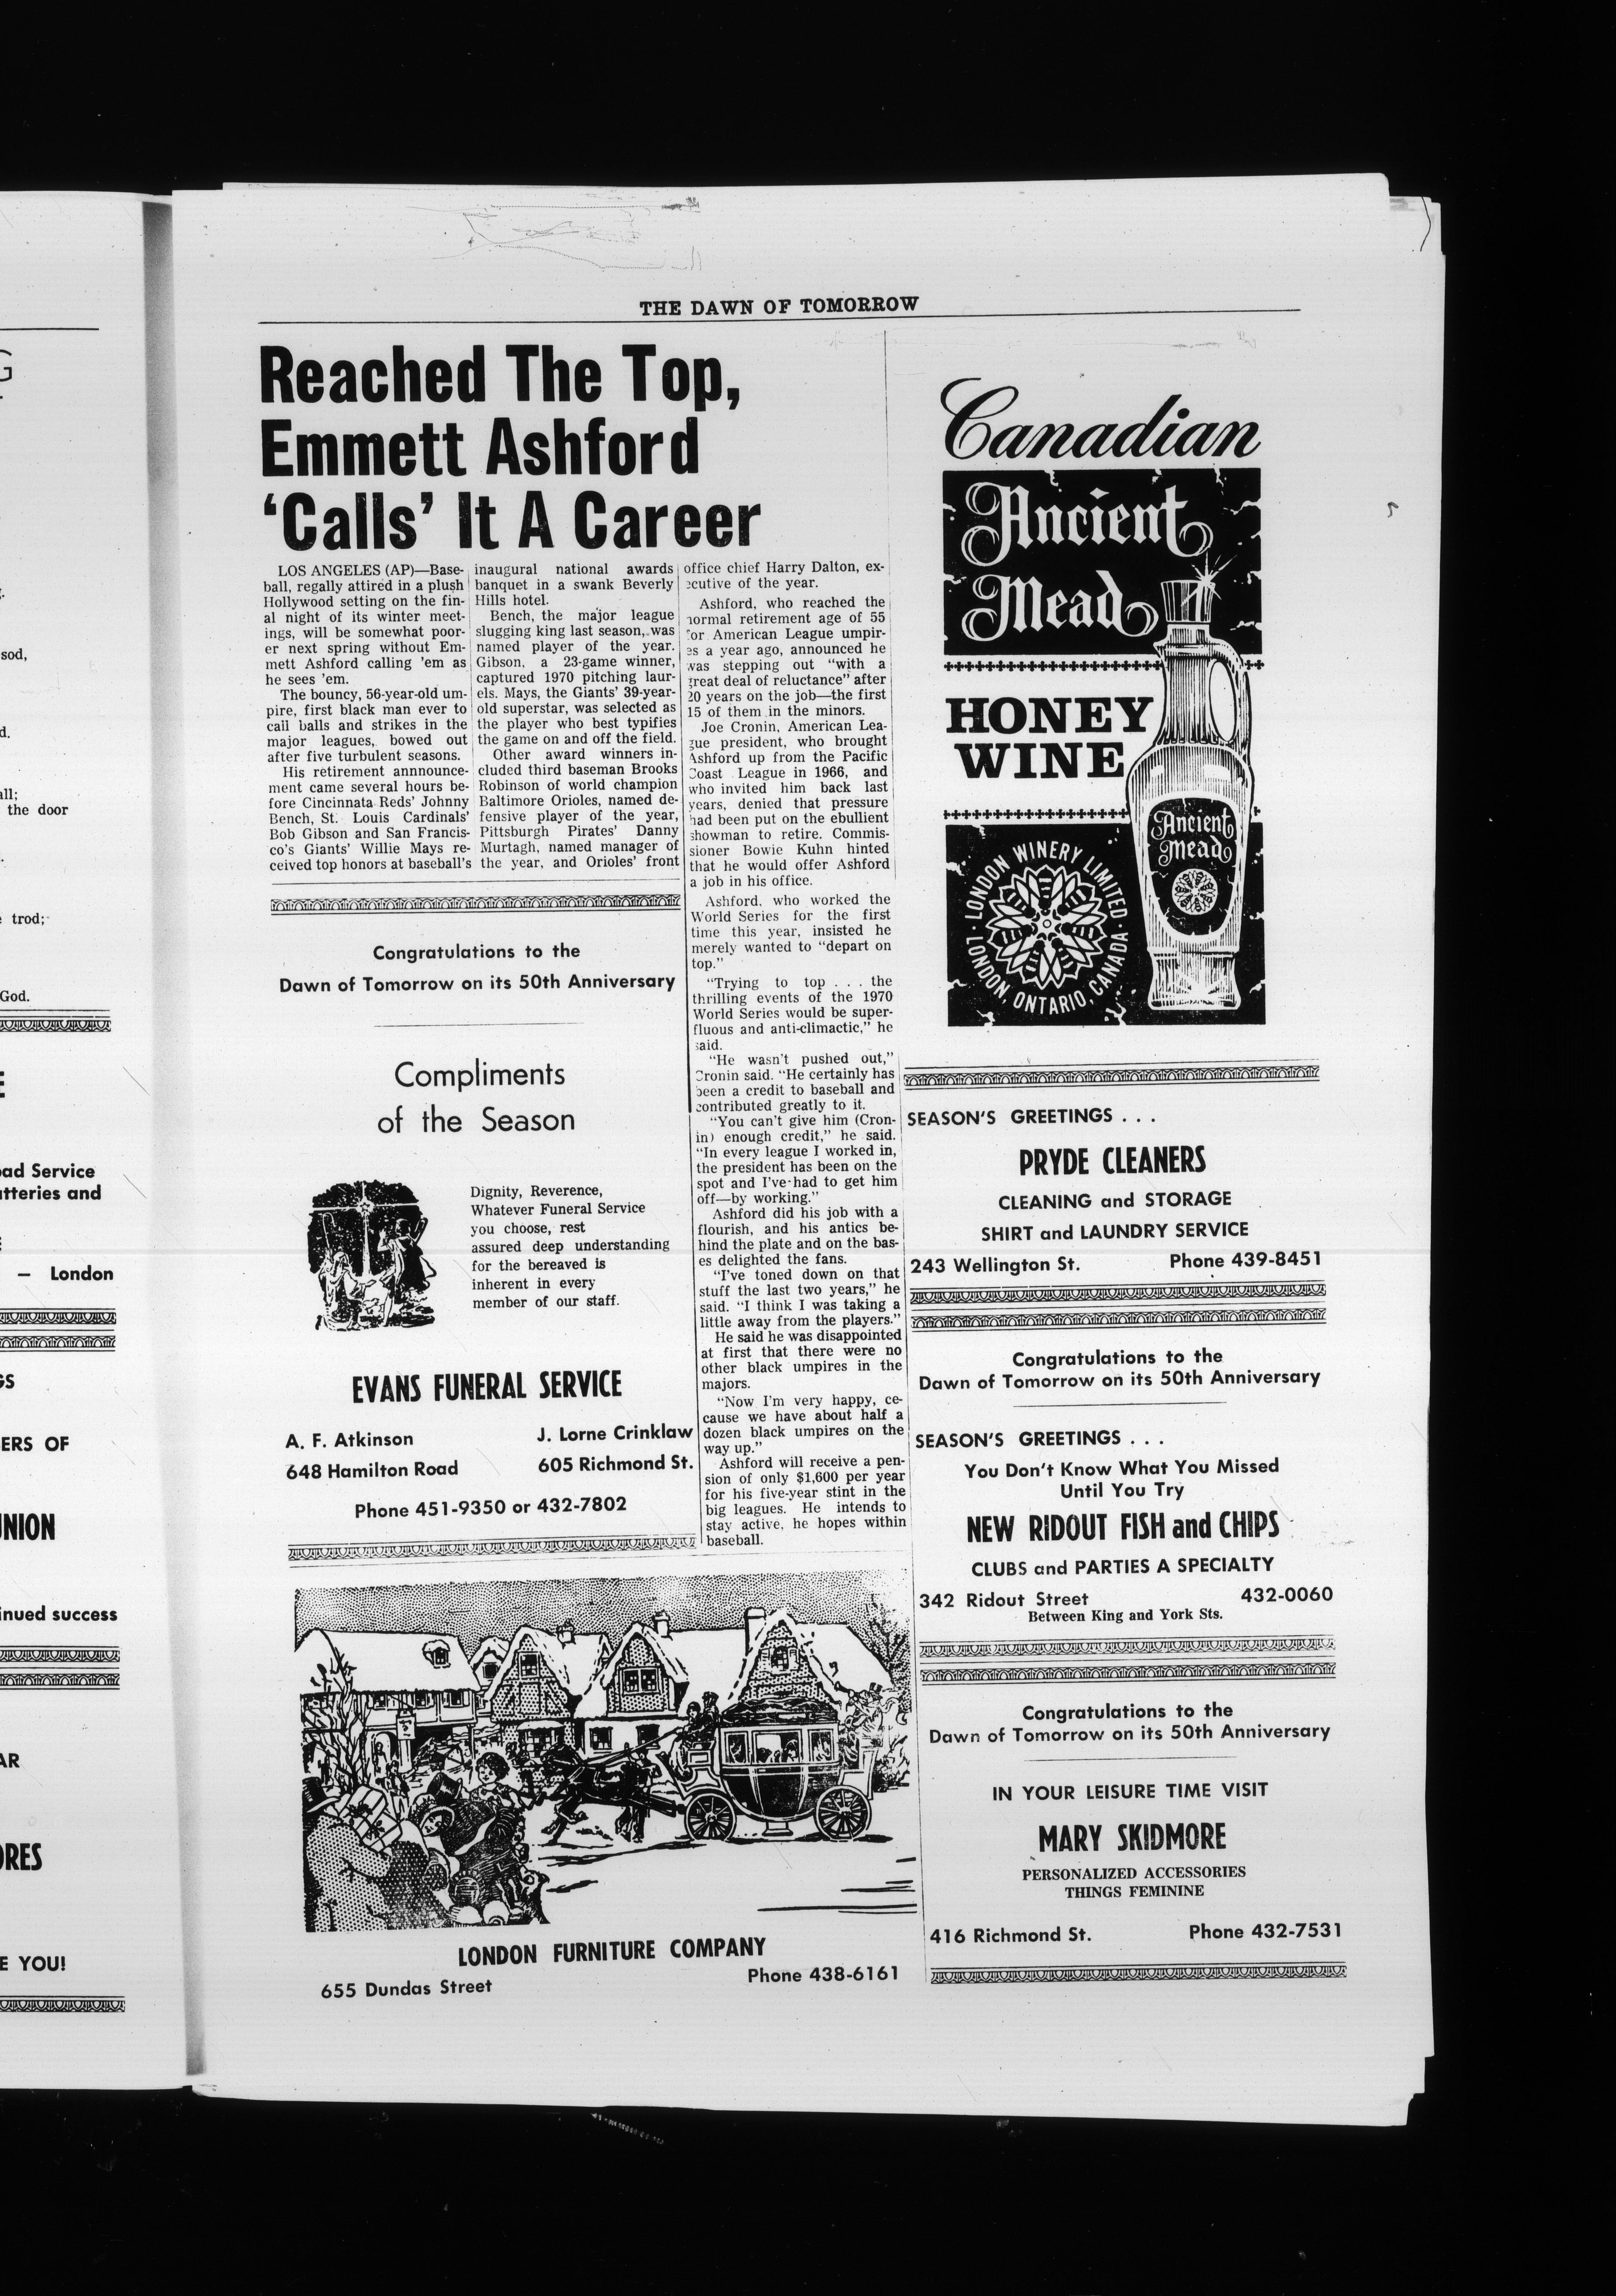 THE DAWN OF TOMORROW
Reached The Top,
Emmett Ashford
‘Calls’ It A Career
LOS ANGELES (AP)—Base-
ball, regally attired in a plush
Hollywood setting on the fin-
al night of its winter meet-
ings, will be somewhat poor-
er next spring without Em-
mett Ashford calling ’em as
he sees ’em.
The bouncy, 56-year-old um-
pire, first black man ever to
call balls and strikes in the
major leagues, bowed out
after five turbulent seasons.
His retirement annnounce-
ment came several hours be-
fore Cincinnata Reds’ Johnny
Bench, St. Louis Cardinals’
Bob Gibson and San Francis-
co’s Giants’ Willie Mays re-
ceived top honors at baseball’s
inaugural national awards
banquet in a swank Beverly
Hills hotel.
Bench, the major league
slugging king last season, was
named player of the year.
Gibson, a 23-game winner,
captured 1970 pitching laur-
els. Mays, the Giants’ 39-year-
old superstar, was selected as
the player who best typifies
the game on and off the field.
Other award winners in-
cluded third baseman Brooks
Robinson of world champion
Baltimore Orioles, named de-
fensive player of the year,
Pittsburgh Pirates’ Danny
Murtagh, named manager of
the year, and Orioles’ front
office chief Harry Dalton, ex-
ecutive of the year.
Ashford, who reached the
normal retirement age of 55
for American League umpir-
es a year ago, announced he
was stepping out “with a
great deal of reluctance” after
20 years on the job—the first
15 of them in the minors.
Joe Cronin, American Lea-
gue president, who brought
Ashford up from the Pacific
Coast League in 1966, and
who invited him back last
years, denied that pressure
had been put on the ebullient
showman to retire. Commis-
sioner Bowie Kuhn hinted
that he would offer Ashford
a job in his office.
Ashford, who worked the
World Series for the first
time this year, insisted he
merely wanted to “depart on
top.”
“Trying to top . . . the
thrilling events of the 1970
World Series would be super-
fluous and anti-climactic,” he
said.
“He wasn’t pushed out,”
Cronin said. “He certainly has
been a credit to baseball and
contributed greatly to it.
“You can’t give him (Cron-
in) enough credit,” he said.
“In every league I worked in,
the president has been on the
spot and I’ve had to get him
off—by working.”
Ashford did his job with a
flourish, and his antics be-
hind the plate and on the bas-
es delighted the fans.
“I’ve toned down on that
stuff the last two years,” he
said. “I think I was taking a
little away from the players.”
He said he was disappointed
at first that there were no
other black umpires in the
majors.
“Now I’m very happy, ce-
cause we have about half a
dozen black umpires on the
way up.”
Ashford will receive a pen-
sion of only $1,600 per year
for his five-year stint in the
big leagues. He intends to
stay active, he hopes within
baseball.
Congratulations to the
Dawn of Tomorrow on its 50th Anniversary
Compliments
of the Season
Dignity, Reverence,
Whatever Funeral Service
you choose, rest
assured deep understanding
for the bereaved is
inherent in every
member of our staff.
EVANS FUNERAL SERVICE
A. F. Atkinson
J. Lorne Crinklaw
648 Hamilton Road
605 Richmond St.
Phone 451-9350 or 432-7802
LONDON FURNITURE COMPANY
655 Dundas Street
Phone 438-6161
Canadian
Ancient
Mead
HONEY
WINE
Ancient
Mead
LONDON WINERY LIMITED
LONDON, ONTARIO, CANADA
SEASON’S GREETINGS . . .
PRYDE CLEANERS
CLEANING and STORAGE
SHIRT and LAUNDRY SERVICE
243 Wellington St.
Phone 439-8451
Congratulations to the
Dawn of Tomorrow on its 50th Anniversary
SEASON’S GREETINGS . . .
You Don’t Know What You Missed
Until You Try
NEW RIDOUT FISH and CHIPS
CLUBS and PARTIES A SPECIALTY
342 Ridout Street
432-0060
Between King and York Sts.
Congratulations to the
Dawn of Tomorrow on its 50th Anniversary
IN YOUR LEISURE TIME VISIT
MARY SKIDMORE
PERSONALIZED ACCESSORIES
THINGS FEMININE
416 Richmond St.
Phone 432-7531
G
sod,
d.
all;
the door
trod;
God.
E
oad Service
atteries and
– London
GS
ERS OF
UNION
inued success
AR
ORES
E YOU!